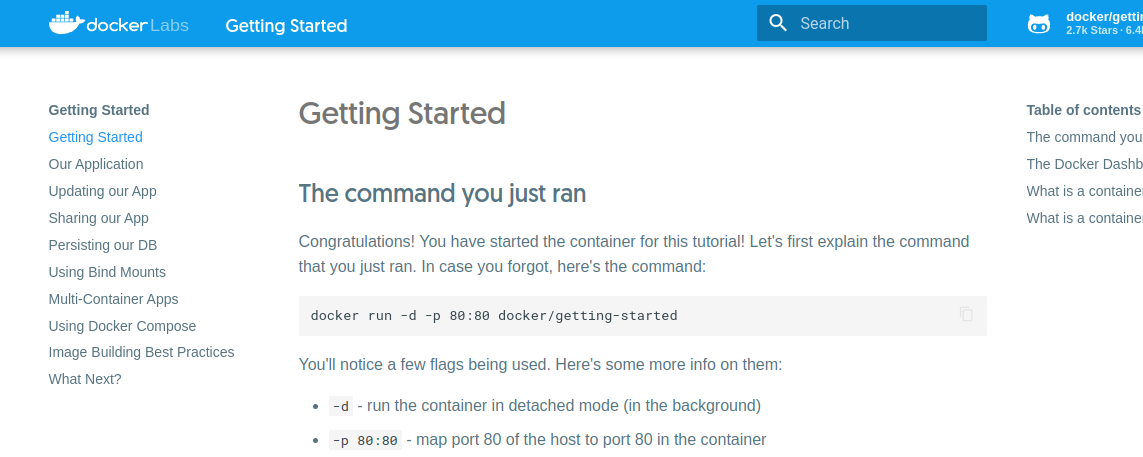 docker Labs
Getting Started
Search
docker/gettin
2.7k Stars · 6.4
Getting Started
Getting Started
Our Application
Updating our App
Sharing our App
Persisting our DB
Using Bind Mounts
Multi-Container Apps
Using Docker Compose
Image Building Best Practices
What Next?
Getting Started
The command you just ran
Congratulations! You have started the container for this tutorial! Let's first explain the command
that you just ran. In case you forgot, here's the command:
docker run -d -p 80:80 docker/getting-started
You'll notice a few flags being used. Here's some more info on them:
• -d - run the container in detached mode (in the background)
• -p 80:80 - map port 80 of the host to port 80 in the container
Table of contents
The command you
The Docker Dashb
What is a container
What is a container